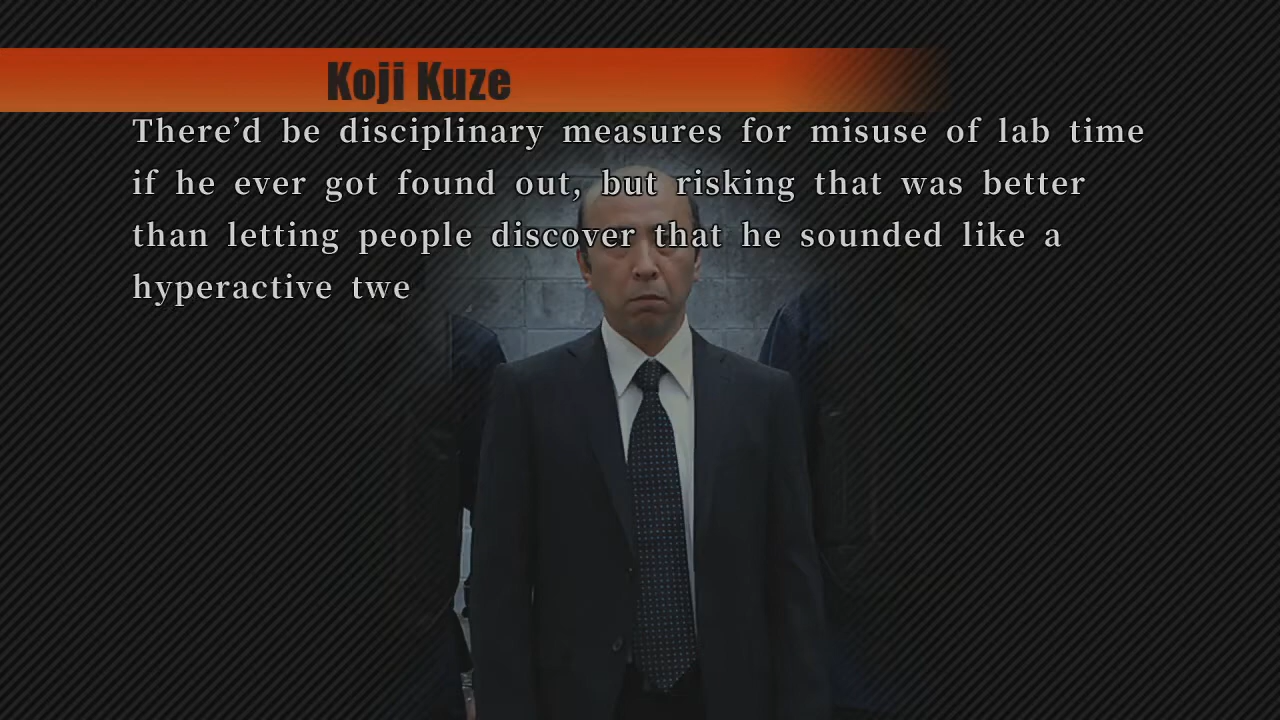 Koji Kuze
There’d be disciplinary measures for misuse of lab time
if he ever got found out, but risking that was better
than letting people discover that he sounded like a
hyperactive twe